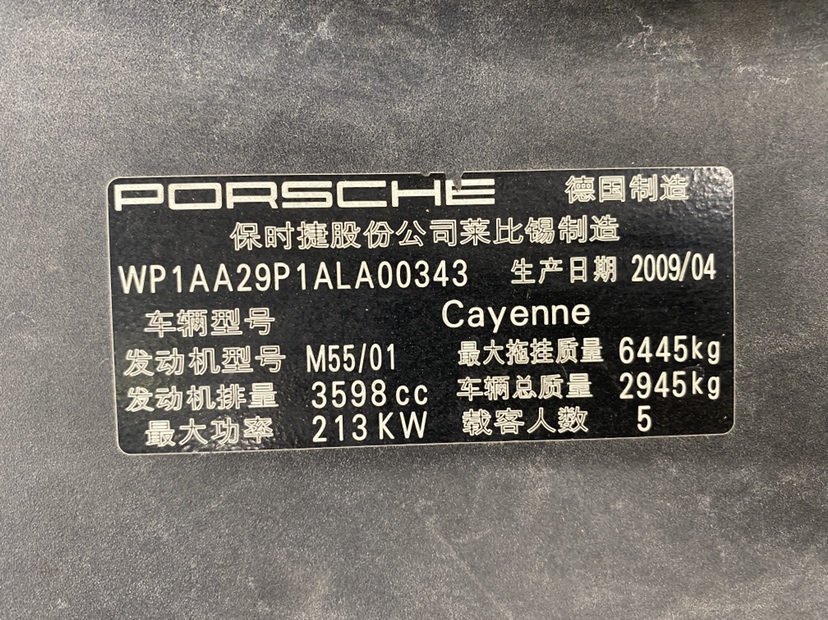 PORSCHE 德国制造
保时捷股份公司莱比锡制造
WP1AA29P1ALA00343 生产日期 2009/04
车辆型号 Cayenne
发动机型号 M55/01 最大拖挂质量 6445kg
发动机排量 3598cc 车辆总质量 2945kg
最大功率 213KW 载客人数 5